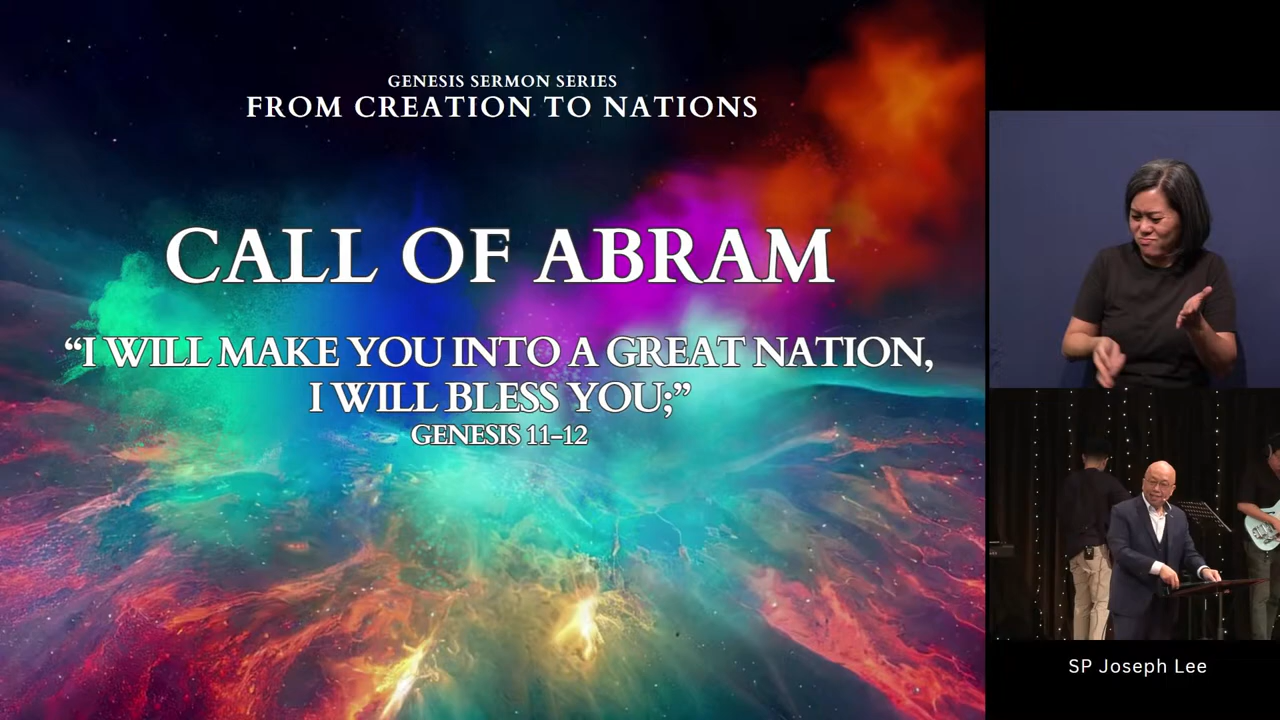 GENESIS SERMON SERIES
FROM CREATION TO NATIONS
CALL OF ABRAM
“I WILL MAKE YOU INTO A GREAT NATION,
I WILL BLESS YOU;”
GENESIS 11–12
SP Joseph Lee